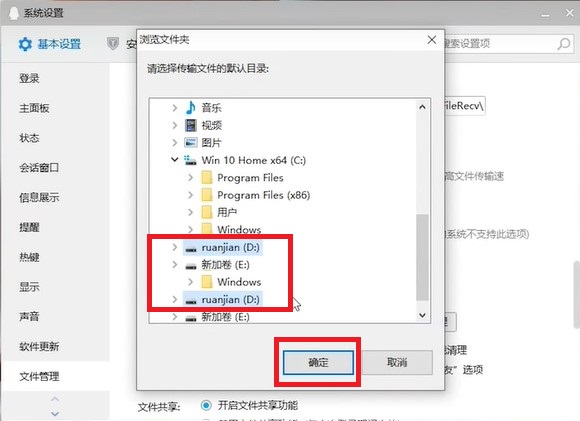 系统设置
基本设置
安
搜索设置项
浏览文件夹
请选择传输文件的默认目录:
登录
主面板
状态
会话窗口
信息展示
提醒
热键
显示
声音
软件更新
文件管理
音乐
视频
图片
Win 10 Home x64 (C:)
Program Files
Program Files (x86)
用户
Windows
ruanjian (D:)
新加卷 (E:)
Windows
ruanjian (D:)
新加卷 (E:)
确定
取消
ileRecv\
高文件传输速
的系统不支持此选项)
理
清理
友”选项
文件共享:
开启文件共享功能